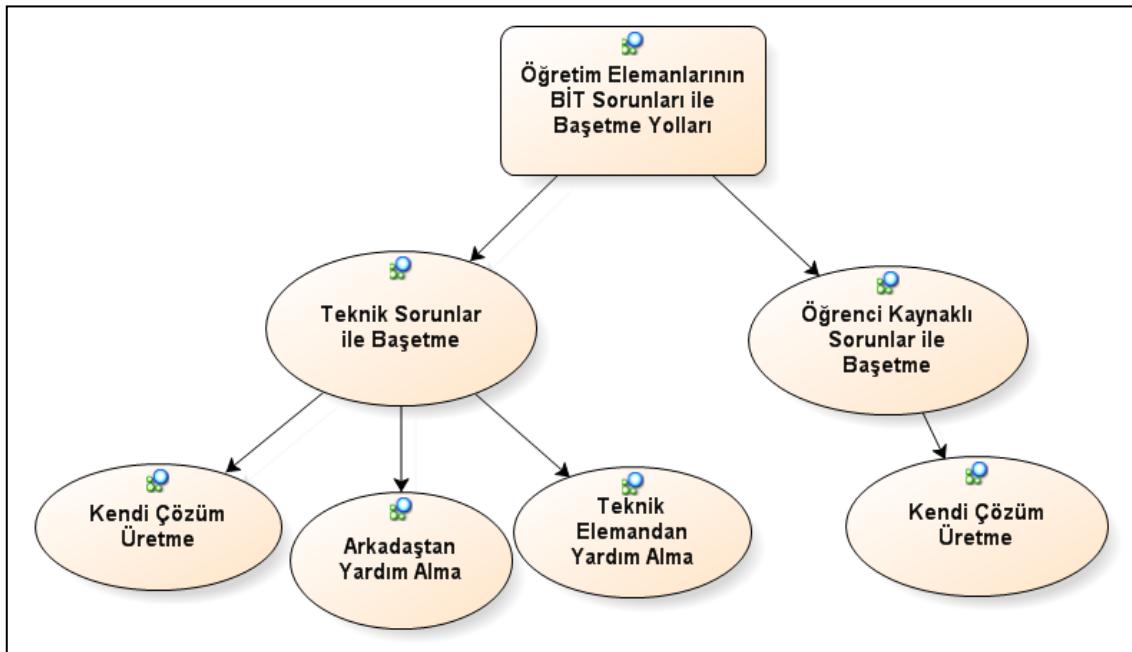 Öğretim Elemanlarının
BİT Sorunları ile
Başetme Yolları
Teknik Sorunlar
ile Başetme
Öğrenci Kaynaklı
Sorunlar ile
Başetme
Kendi Çözüm
Üretme
Arkadaştan
Yardım Alma
Teknik
Elemandan
Yardım Alma
Kendi Çözüm
Üretme